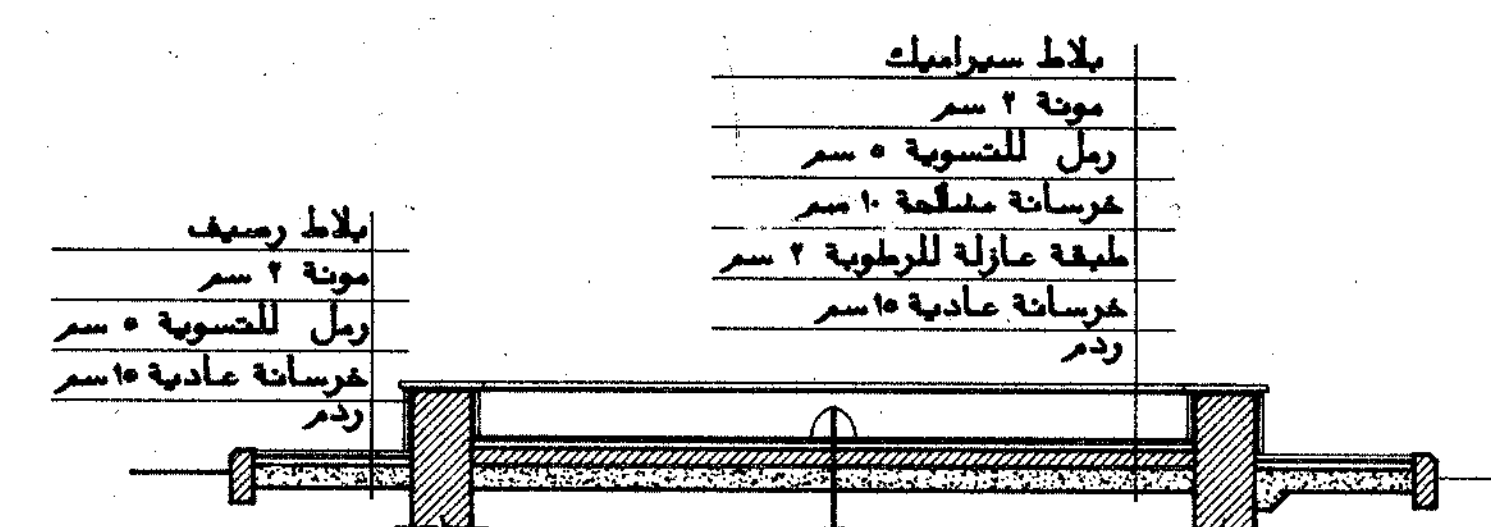 بلاط سيراميك
مونة ٢ سم
رمل للتسوية ٥ سم
خرسانة مسلحة ١٠ سم
طبقة عازلة للرطوبة ٢ سم
خرسانة عادية ١٥ سم
ردم
بلاط رصيف
مونة ٢ سم
رمل للتسوية ٥ سم
خرسانة عادية ١٥ سم
ردم